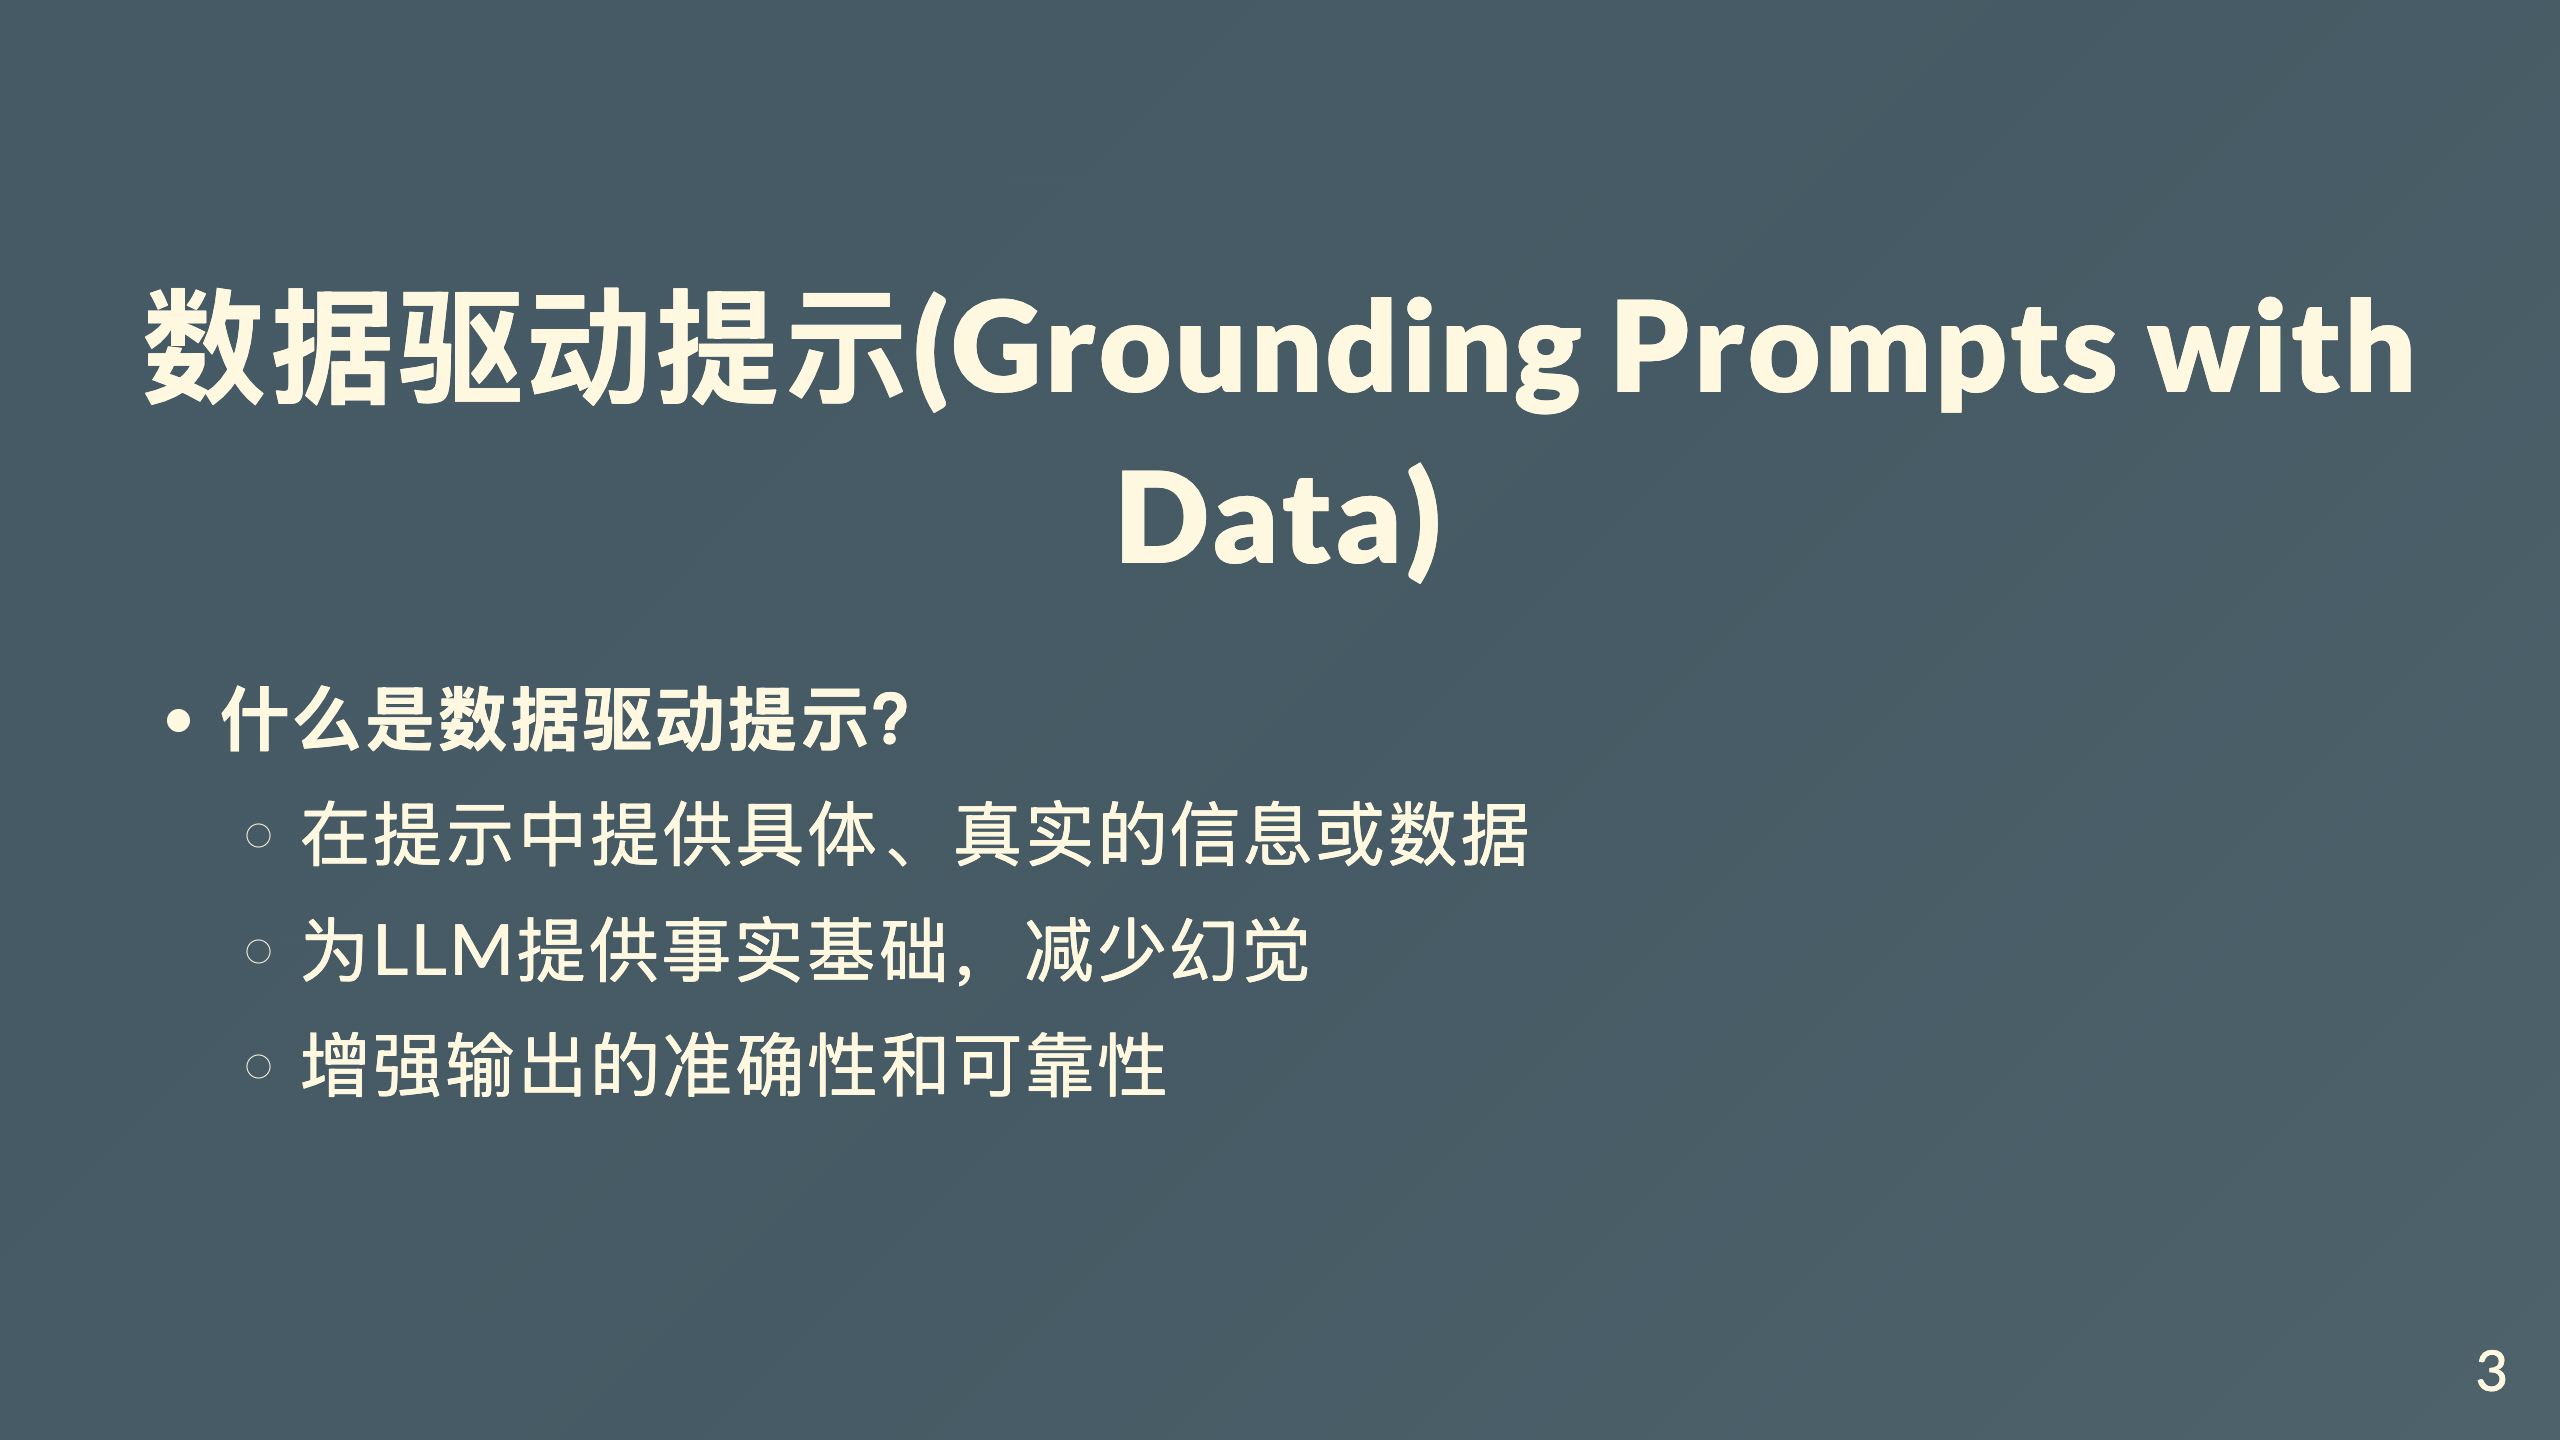 数据驱动提示(Grounding Prompts with
Data)
• 什么是数据驱动提示?
○ 在提示中提供具体、真实的信息或数据
○ 为LLM提供事实基础，减少幻觉
○ 增强输出的准确性和可靠性
3